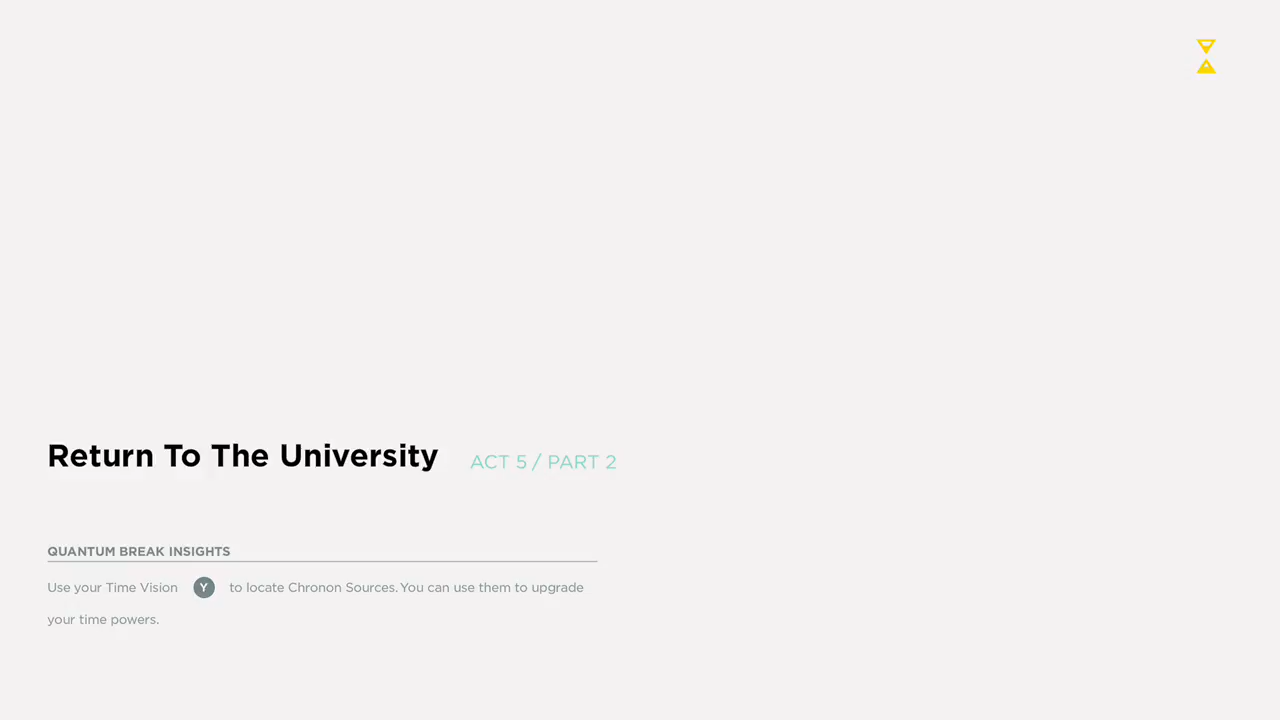 Return To The University ACT 5 / PART 2
QUANTUM BREAK INSIGHTS
Use your Time Vision Y to locate Chronon Sources. You can use them to upgrade
your time powers.